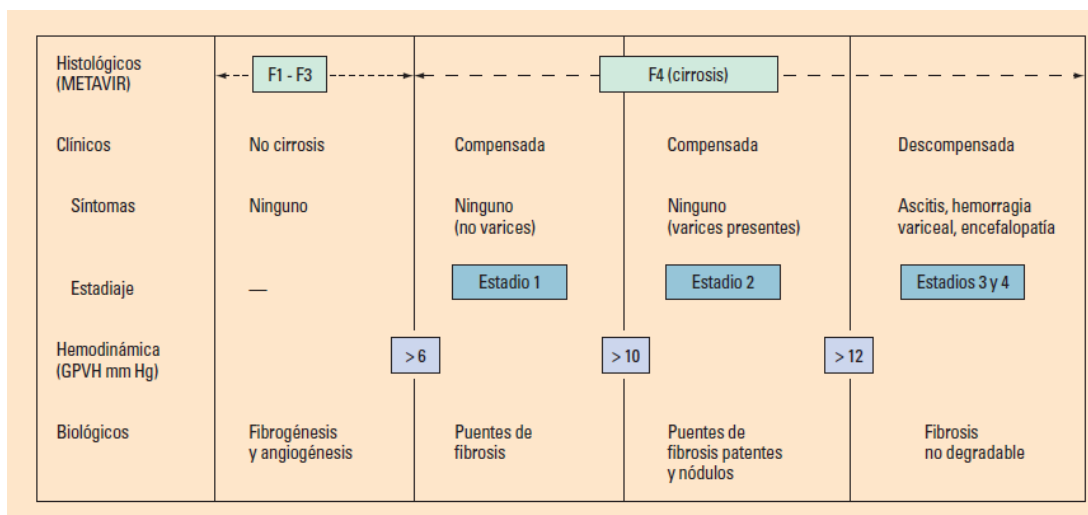 Histológicos
(METAVIR)
F1 - F3
F4 (cirrosis)
Clínicos
No cirrosis
Compensada
Compensada
Descompensada
Síntomas
Ninguno
Ninguno
(no varices)
Ninguno
(varices presentes)
Ascitis, hemorragia
variceal, encefalopatía
Estadiaje
—
Estadio 1
Estadio 2
Estadios 3 y 4
Hemodinámica
(GPVH mm Hg)
> 6
> 10
> 12
Biológicos
Fibrogénesis
y angiogénesis
Puentes de
fibrosis
Puentes de
fibrosis patentes
y nódulos
Fibrosis
no degradable